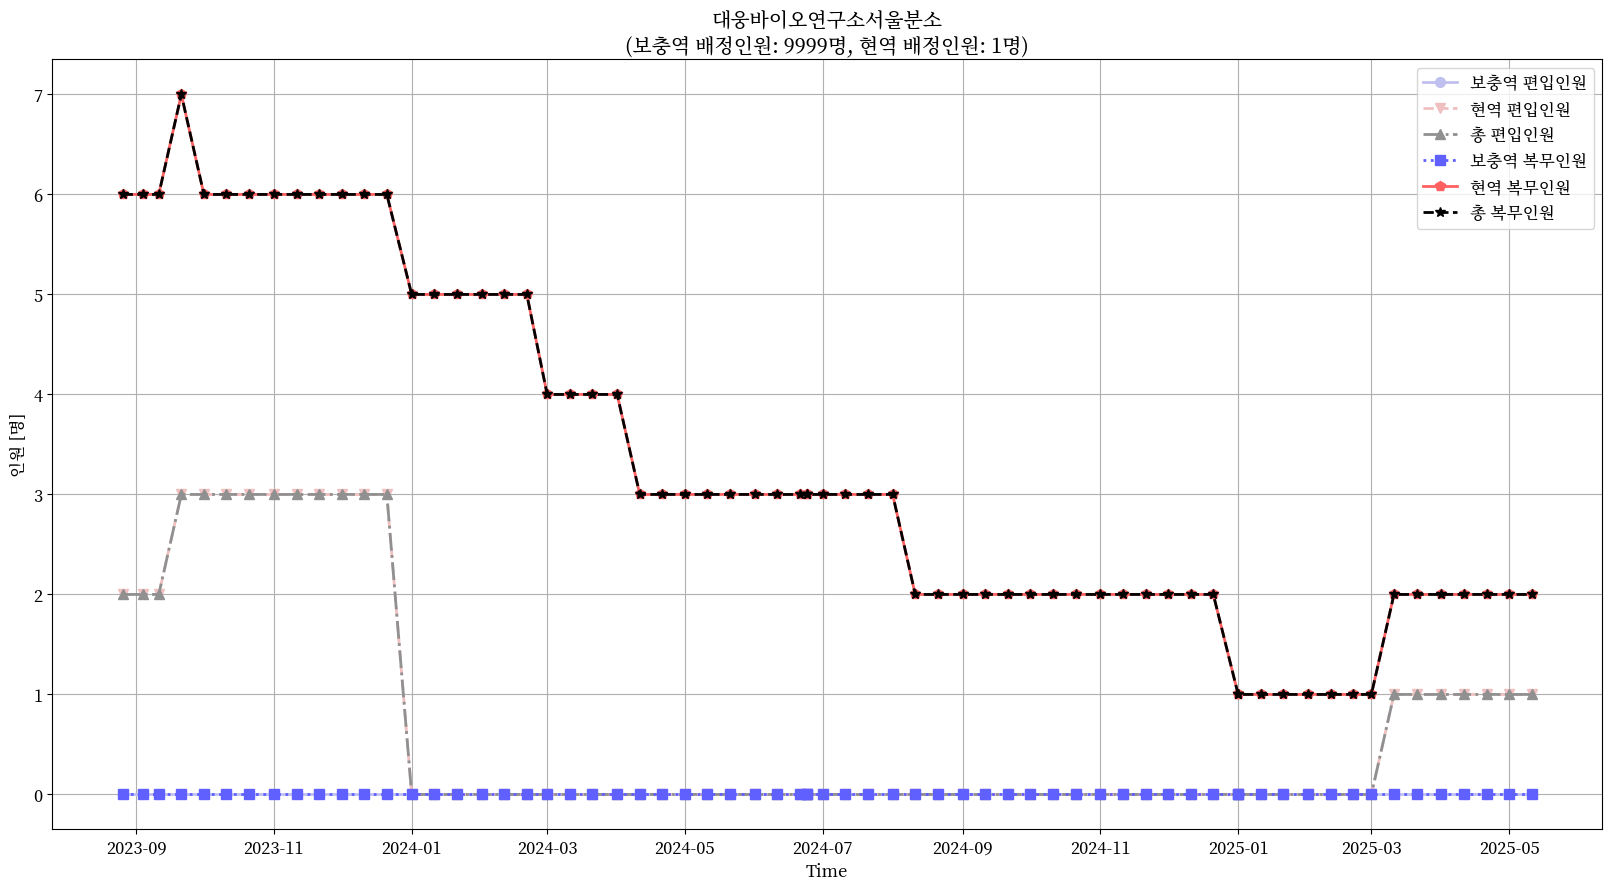 대웅바이오연구소서울분소
(보충역 배정인원: 9999명, 현역 배정인원: 1명)
보충역 편입인원
현역 편입인원
총 편입인원
보충역 복무인원
현역 복무인원
총 복무인원
인원 [명]
7
6
5
4
3
2
1
0
2023-09
2023-11
2024-01
2024-03
2024-05
2024-07
2024-09
2024-11
2025-01
2025-03
2025-05
Time